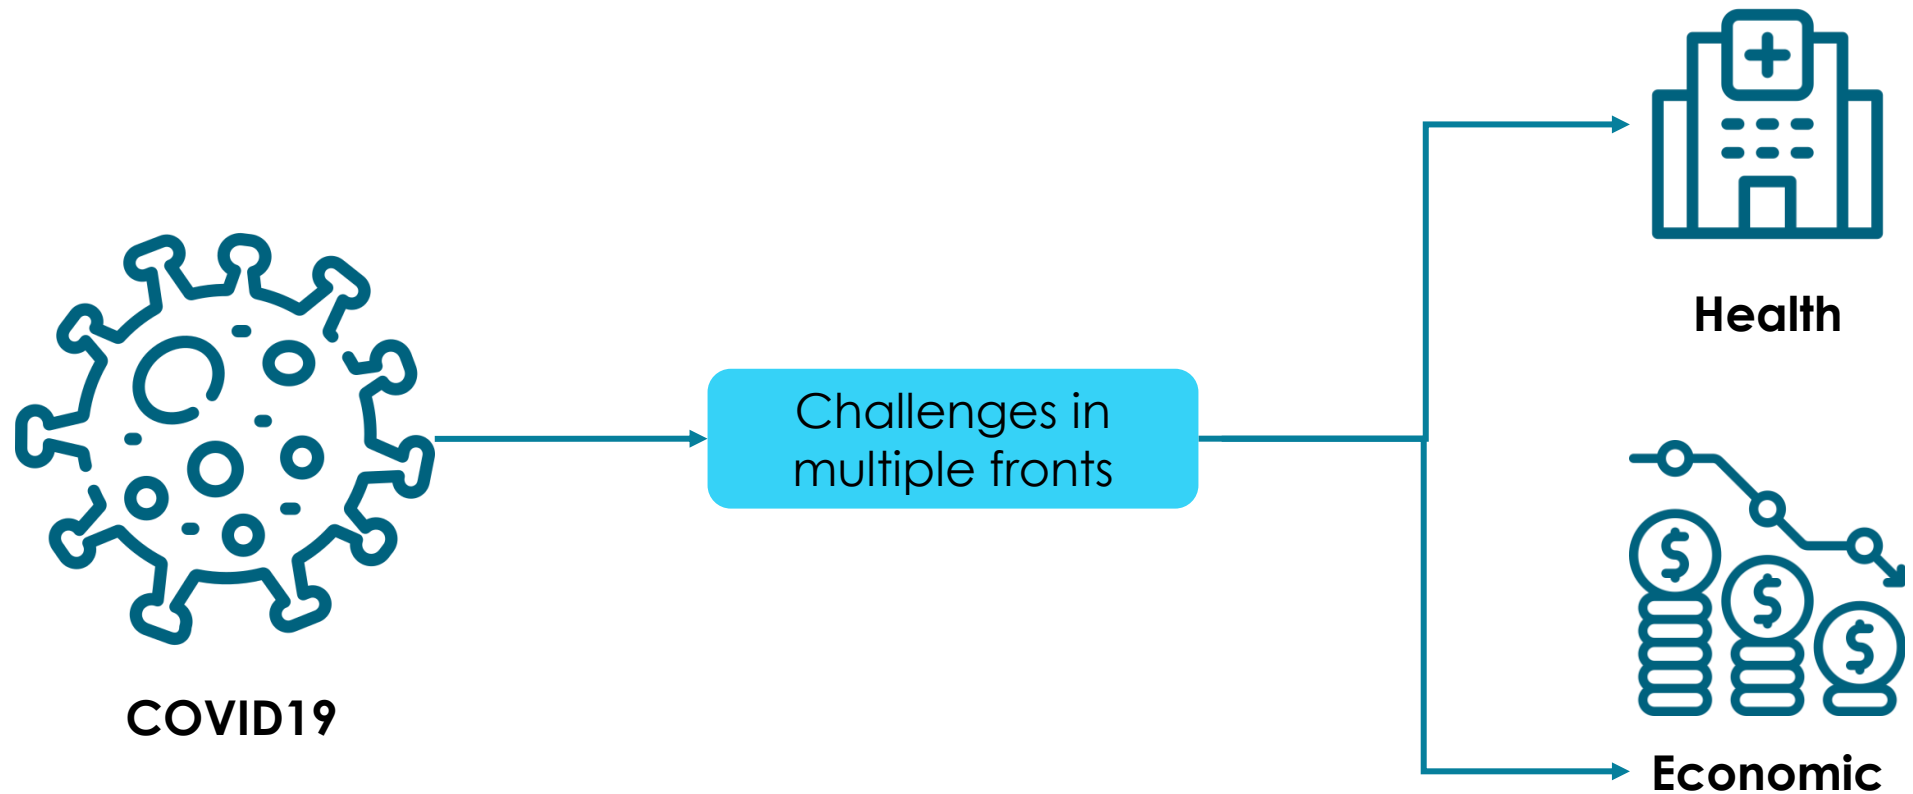 COVID19
Challenges in
multiple fronts
Health
$
$
$
Economic